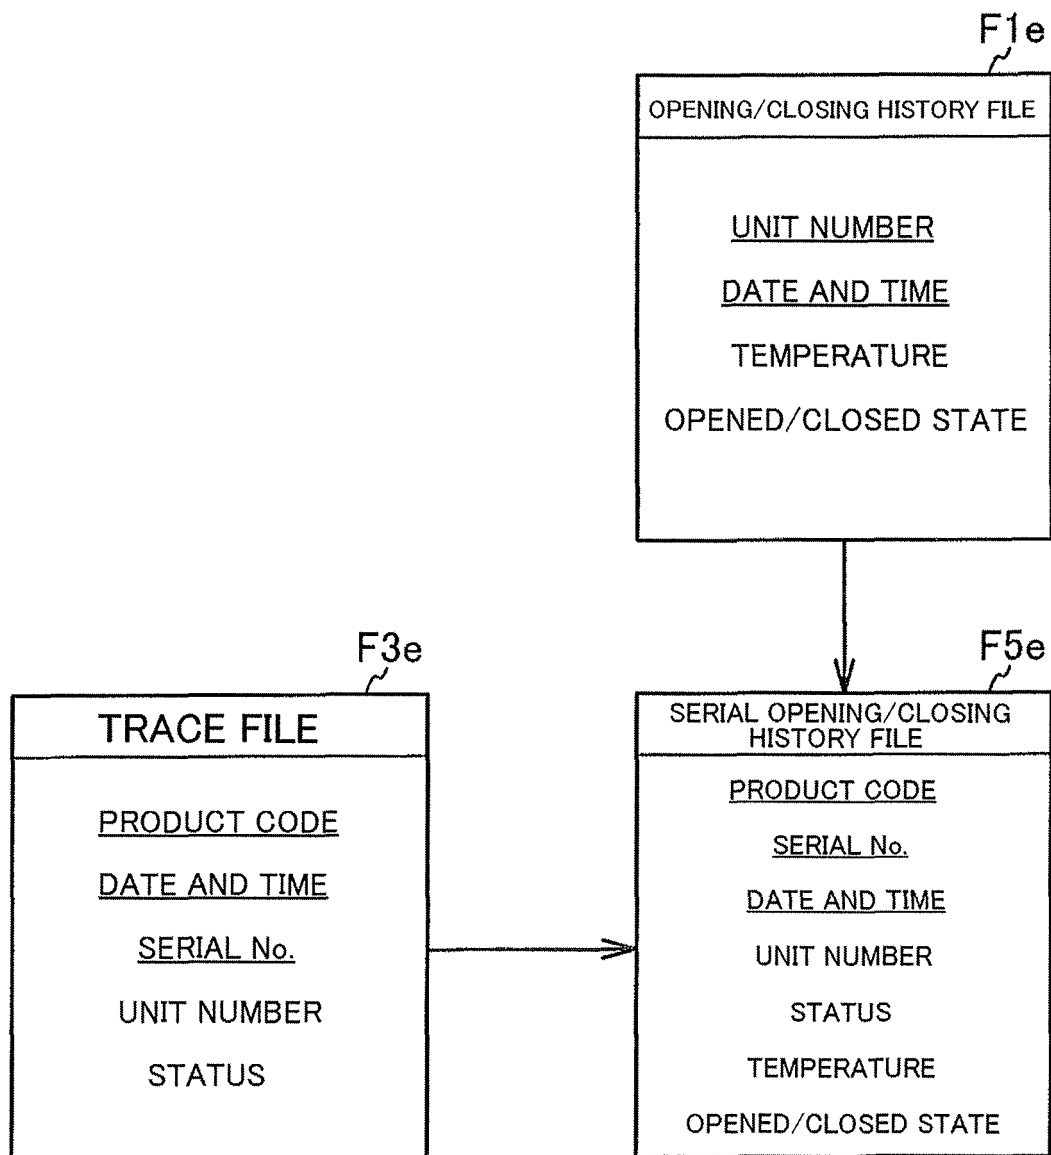 F1e
OPENING/CLOSING HISTORY FILE
UNIT NUMBER
DATE AND TIME
TEMPERATURE
OPENED/CLOSED STATE
F3e
TRACE FILE
PRODUCT CODE
DATE AND TIME
SERIAL No.
UNIT NUMBER
STATUS
F5e
SERIAL OPENING/CLOSING
HISTORY FILE
PRODUCT CODE
SERIAL No.
DATE AND TIME
UNIT NUMBER
STATUS
TEMPERATURE
OPENED/CLOSED STATE